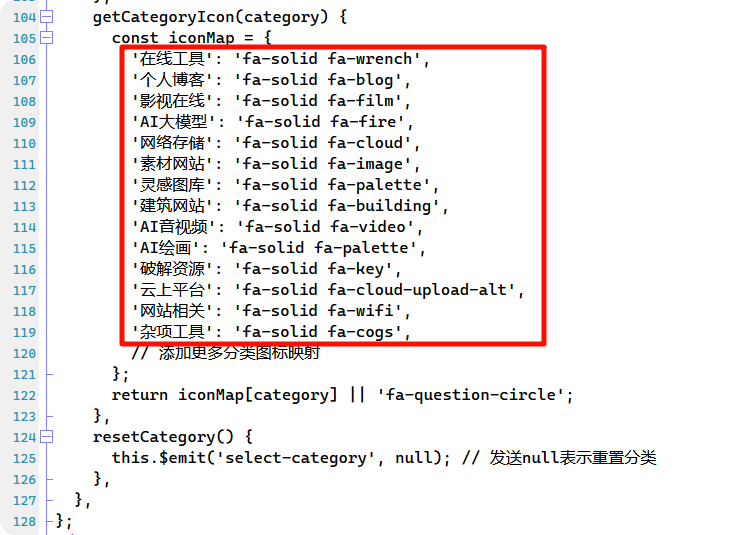 104 getCategoryIcon(category) {
105 const iconMap = {
106 '在线工具': 'fa-solid fa-wrench',
107 '个人博客': 'fa-solid fa-blog',
108 '影视在线': 'fa-solid fa-film',
109 'AI大模型': 'fa-solid fa-fire',
110 '网络存储': 'fa-solid fa-cloud',
111 '素材网站': 'fa-solid fa-image',
112 '灵感图库': 'fa-solid fa-palette',
113 '建筑网站': 'fa-solid fa-building',
114 'AI音视频': 'fa-solid fa-video',
115 'AI绘画': 'fa-solid fa-palette',
116 '破解资源': 'fa-solid fa-key',
117 '云上平台': 'fa-solid fa-cloud-upload-alt',
118 '网站相关': 'fa-solid fa-wifi',
119 '杂项工具': 'fa-solid fa-cogs',
120 // 添加更多分类图标映射
121 };
122 return iconMap[category] || 'fa-question-circle';
123 },
124 resetCategory() {
125 this.$emit('select-category', null); // 发送null表示重置分类
126 },
127 },
128 };